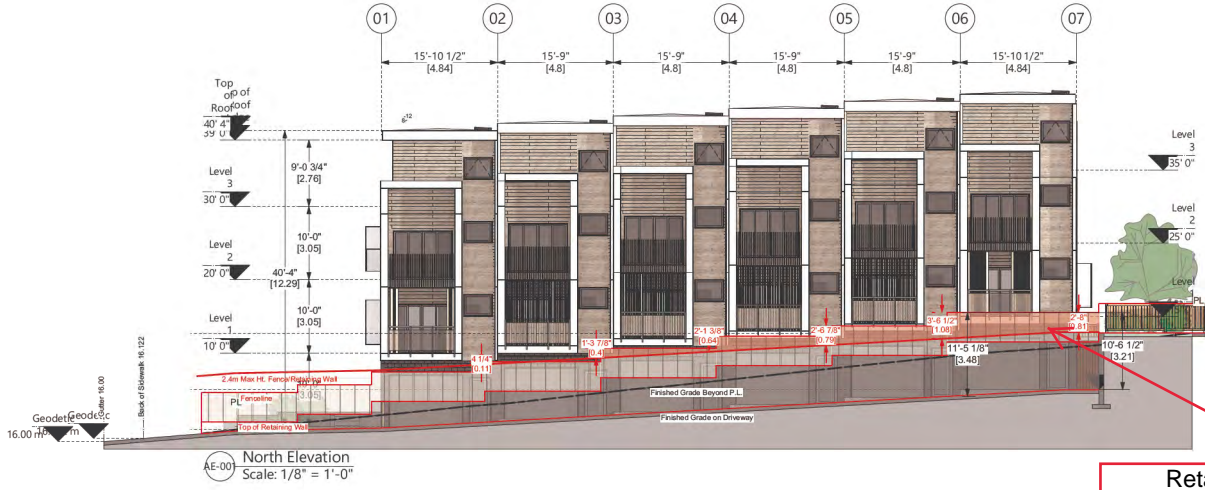 01 02 03 04 05 06 07
15'-10 1/2" 15'-9" 15'-9" 15'-9" 15'-9" 15'-10 1/2"
[4.84] [4.8] [4.8] [4.8] [4.8] [4.84]
Top
of
Roof
40' 4"
39' 0"
Level
3
30' 0"
Level
2
20' 0"
Level
1
10' 0"
9'-0 3/4"
[2.76]
10'-0"
[3.05]
10'-0"
[3.05]
40'-4"
[12.29]
[3.05]
Level
3
35' 0"
Level
2
25' 0"
Level
PL
4 1/4"
[0.11]
1'-3 7/8"
[0.4]
2'-1 3/8"
[0.64]
2'-6 7/8"
[0.79]
3'-6 1/2"
[1.08]
2'-8"
[0.81]
11'-5 1/8"
[3.48]
10'-6 1/2"
[3.21]
2.4m Max Ht. Fence/Retaining Wall
Fenceline
PL
Top of Retaining Wall
Finished Grade Beyond P.L.
Finished Grade on Driveway
Gutter 16.00
Back of Sidewalk 16.122
Geodetic
16.00 m
AE-001 North Elevation
Scale: 1/8" = 1'-0"